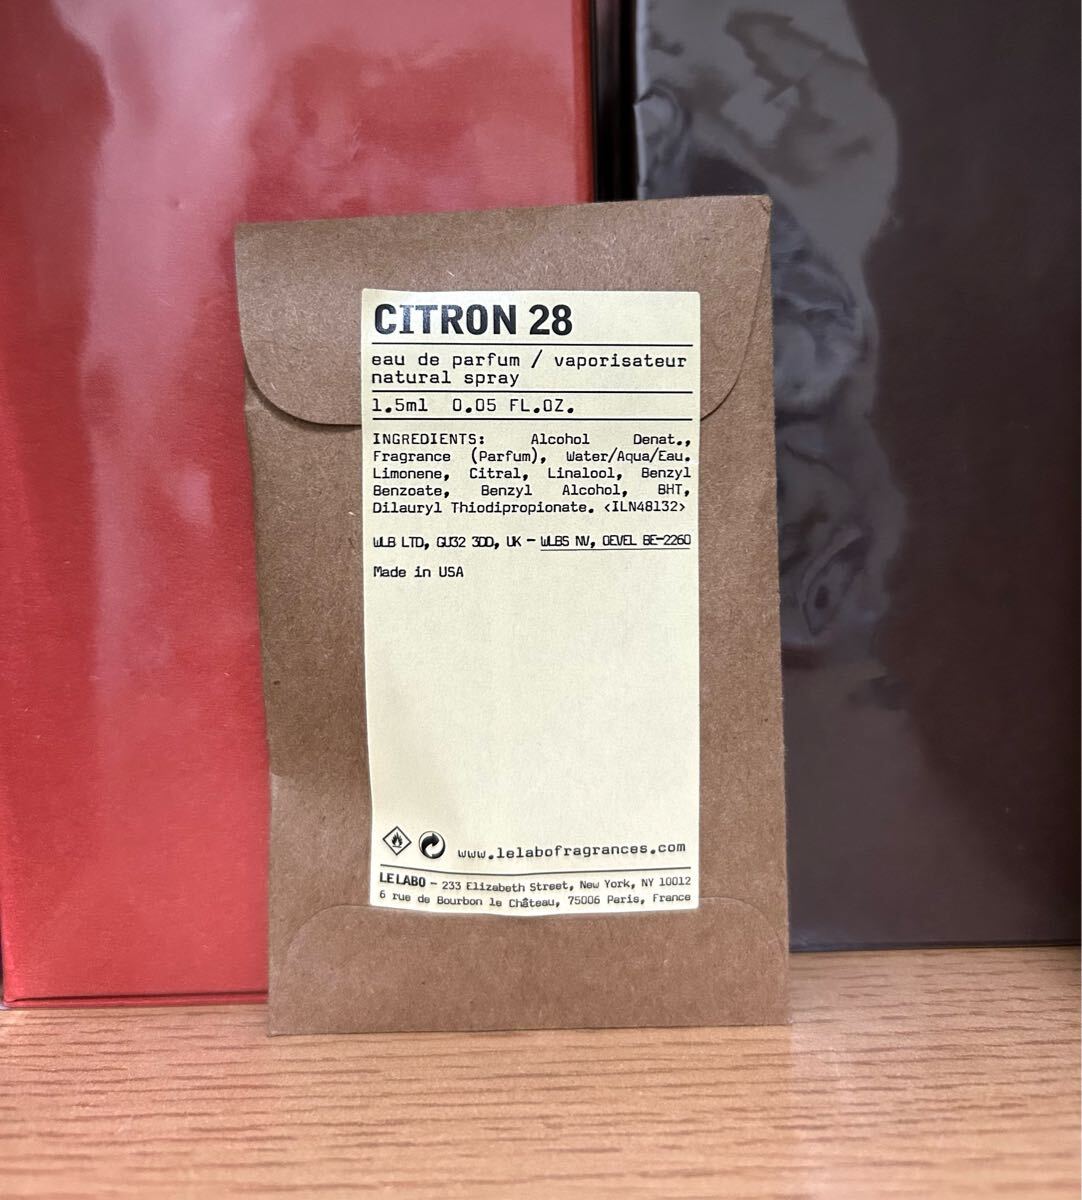 CITRON 28
eau de parfum / vaporisateur
natural spray
1.5ml 0.05 FL.OZ.
INGREDIENTS: Alcohol Denat.,
Fragrance (Parfum), Water/Aqua/Eau.
Limonene, Citral, Linalool, Benzyl
Benzoate, Benzyl Alcohol, BHT,
Dilauryl Thiodipropionate. <ILN48132>
WLB LTD, GU32 3DD, UK - WLBS NV, OEVEL BE-2260
Made in USA
www.lelabofragrances.com
LE LABO - 233 Elizabeth Street, New York, NY 10012
6 rue de Bourbon le Château, 75006 Paris, France